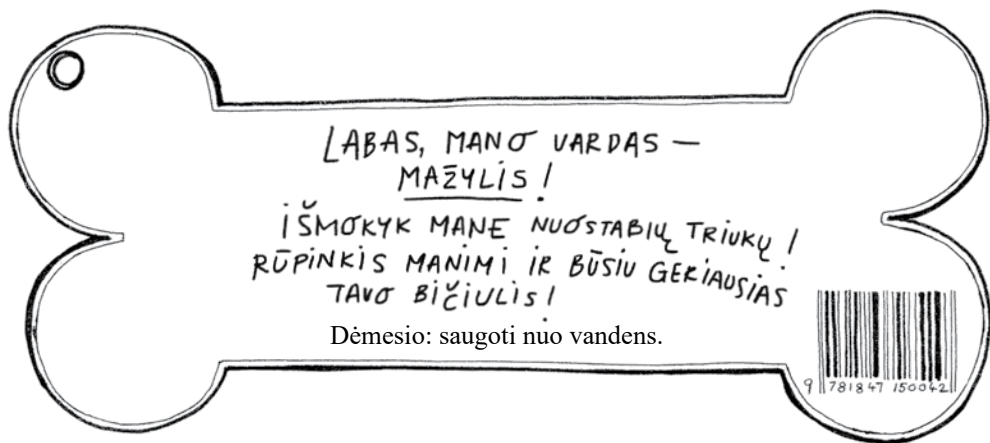 LABAS, MANO VARDAS –
MAŽYLIS!
IŠMOKYK MANE NUOSTABIŲ TRIUKŲ!
RŪPINKIS MANIMI IR BŪSIU GERIAUSIAS
TAVO BIČIULIS!
Dėmesio: saugoti nuo vandens.
9 781847 150042